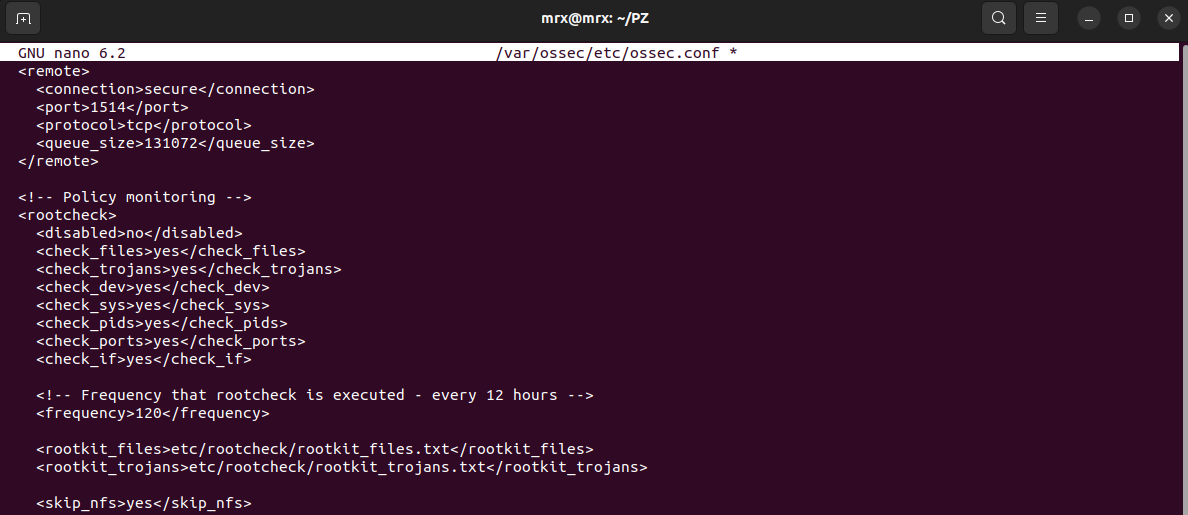 mrx@mrx: ~/PZ
GNU nano 6.2 /var/ossec/etc/ossec.conf *
<remote>
<connection>secure</connection>
<port>1514</port>
<protocol>tcp</protocol>
<queue_size>131072</queue_size>
</remote>
<!-- Policy monitoring -->
<rootcheck>
<disabled>no</disabled>
<check_files>yes</check_files>
<check_trojans>yes</check_trojans>
<check_dev>yes</check_dev>
<check_sys>yes</check_sys>
<check_pids>yes</check_pids>
<check_ports>yes</check_ports>
<check_if>yes</check_if>
<!-- Frequency that rootcheck is executed - every 12 hours -->
<frequency>120</frequency>
<rootkit_files>etc/rootcheck/rootkit_files.txt</rootkit_files>
<rootkit_trojans>etc/rootcheck/rootkit_trojans.txt</rootkit_trojans>
<skip_nfs>yes</skip_nfs>